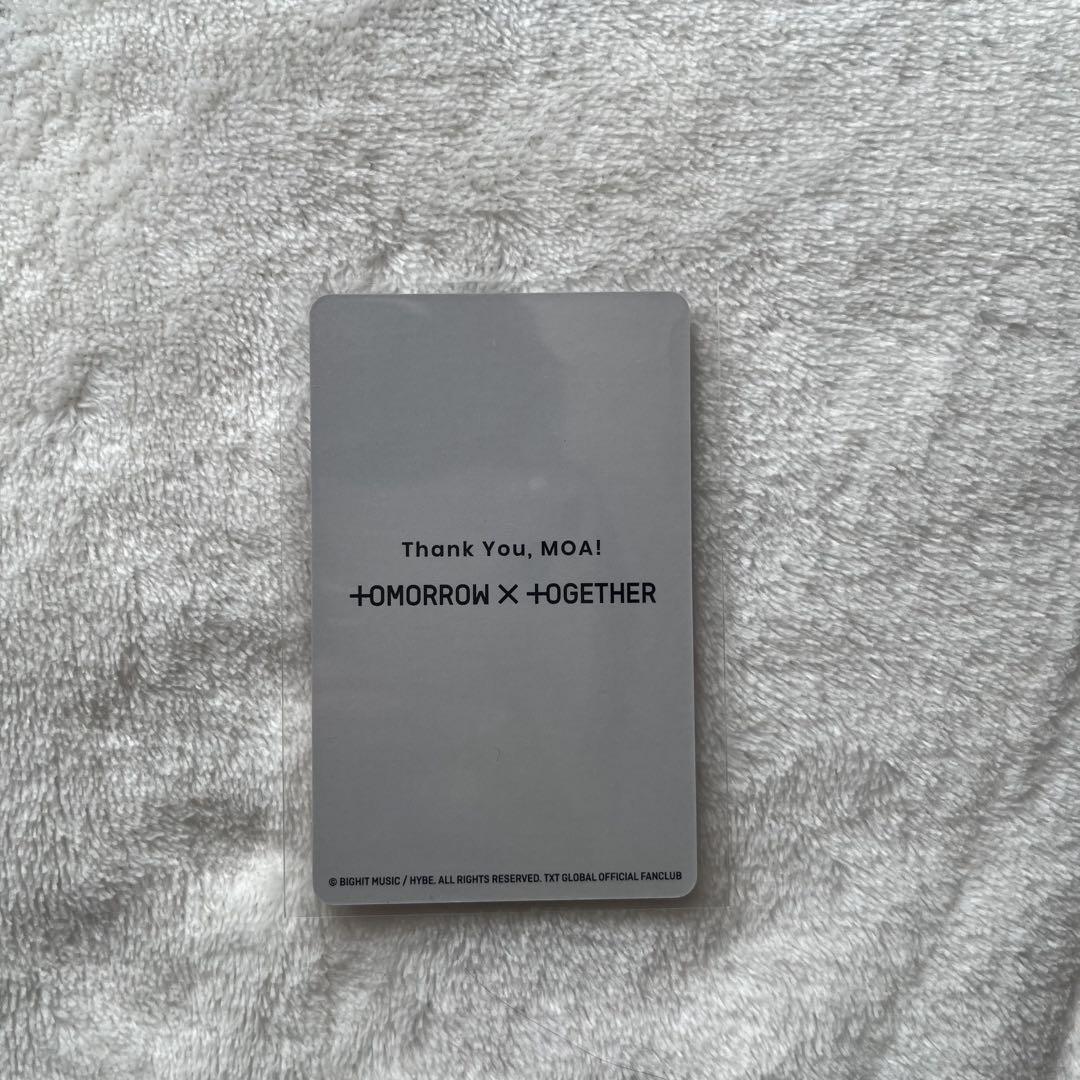 Thank You, MOA!
TOMORROW X TOGETHER
© BIGHIT MUSIC / HYBE. ALL RIGHTS RESERVED. TXT GLOBAL OFFICIAL FANCLUB